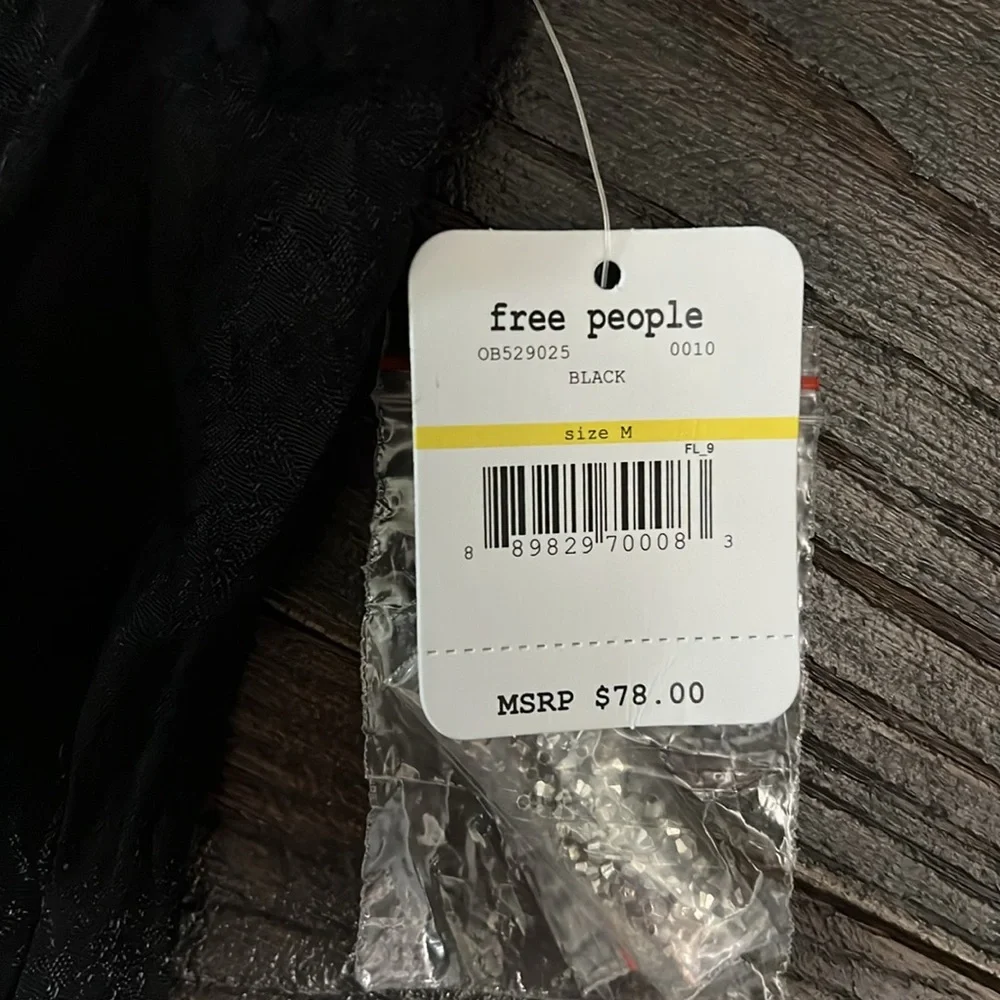 free people
OB529025 0010
BLACK
size M
FL_9
8 89829 70008 3
MSRP $78.00